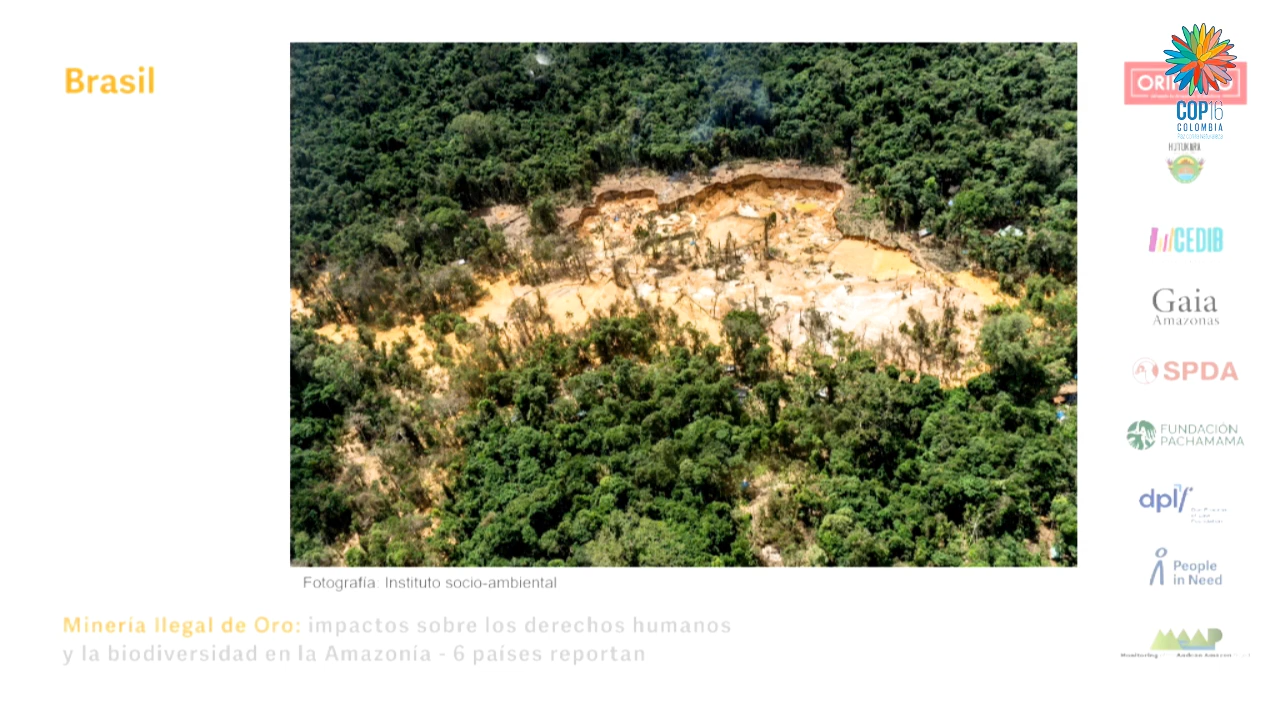 Brasil
COP16
COLOMBIA
HUTUKARA
CEDIB
Gaia
Amazonas
SPDA
FUNDACIÓN
PACHAMAMA
dpl
People
in Need
MAAP
Fotografía: Instituto socio-ambiental
Minería Ilegal de Oro: impactos sobre los derechos humanos
y la biodiversidad en la Amazonía - 6 países reportan